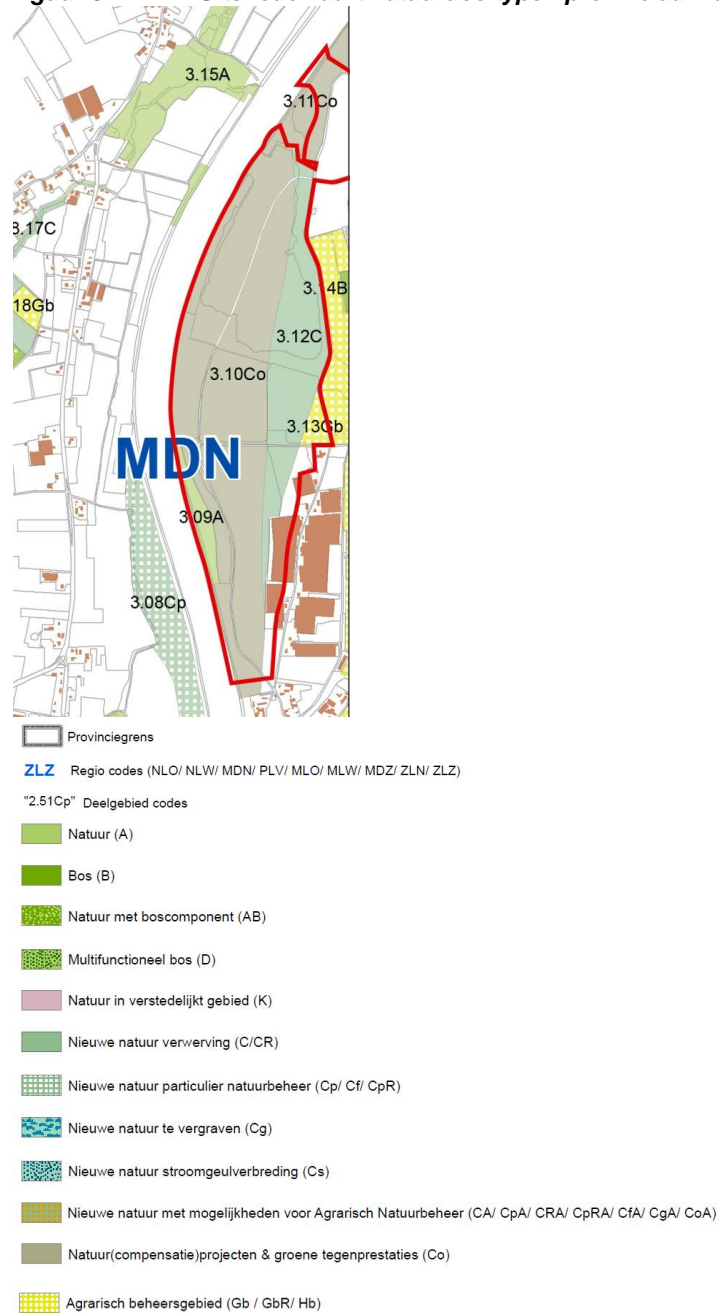 3.15A
3.11Co
3.17C
3.14B
18Gb
3.12C
3.10Co
3.13Gb
MDN
3.09A
3.08Cp
Provinciegrens
ZLZ Regio codes (NLO/ NLW/ MDN/ PLV/ MLO/ MLW/ MDZ/ ZLN/ ZLZ)
"2.51Cp" Deelgebied codes
Natuur (A)
Bos (B)
Natuur met boscomponent (AB)
Multifunctioneel bos (D)
Natuur in verstedelijkt gebied (K)
Nieuwe natuur verwerving (C/CR)
Nieuwe natuur particulier natuurbeheer (Cp/ Cf/ CpR)
Nieuwe natuur te vergraven (Cg)
Nieuwe natuur stroomgeulverbreding (Cs)
Nieuwe natuur met mogelijkheden voor Agrarisch Natuurbeheer (CA/ CpA/ CRA/ CpRA/ CfA/ CgA/ CoA)
Natuur(compensatie)projecten & groene tegenprestaties (Co)
Agrarisch beheersgebied (Gb / GbR/ Hb)